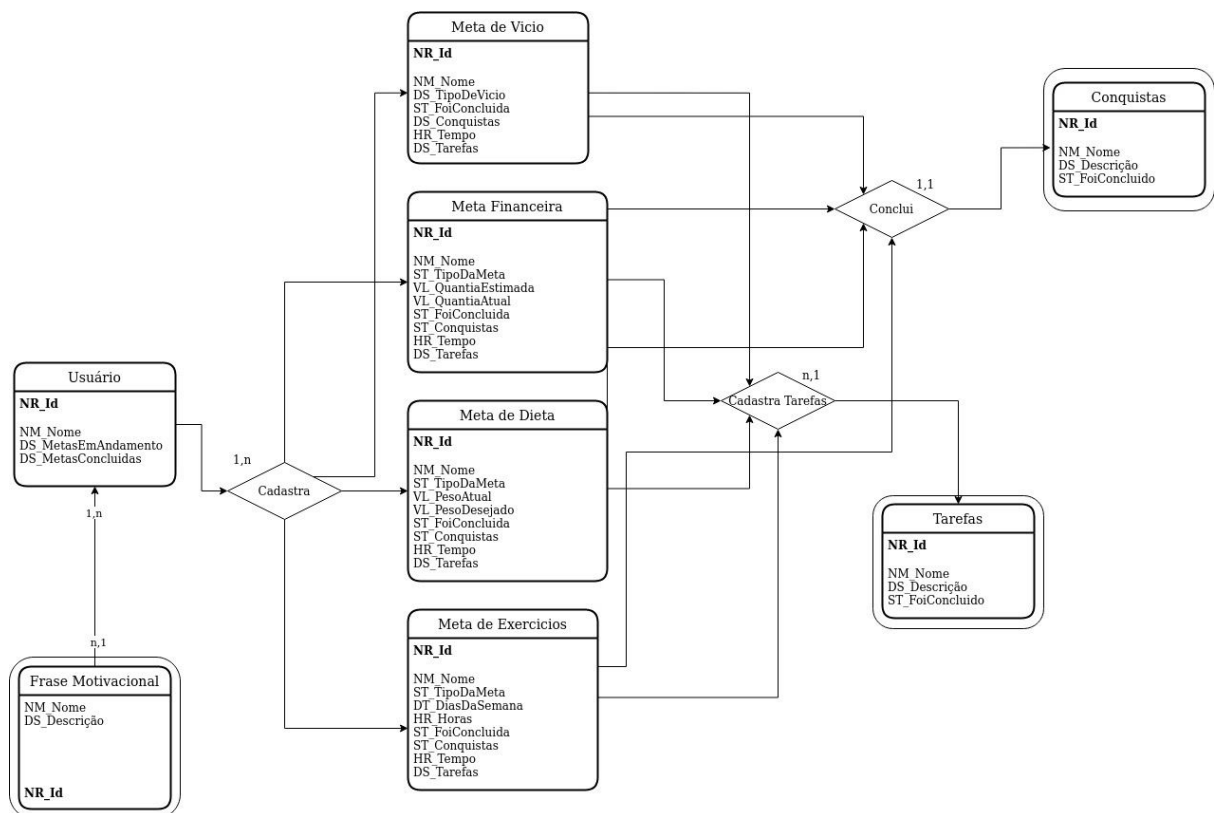 Meta de Vicio
NR_Id
NM_Nome
DS_TipoDeVicio
ST_FoiConcluida
DS_Conquistas
HR_Tempo
DS_Tarefas
Conquistas
NR_Id
NM_Nome
DS_Descrição
ST_FoiConcluido
1,1
Conclui
Meta Financeira
NR_Id
NM_Nome
ST_TipoDaMeta
VL_QuantiaEstimada
VL_QuantiaAtual
ST_FoiConcluida
ST_Conquistas
HR_Tempo
DS_Tarefas
Usuário
NR_Id
NM_Nome
DS_MetasEmAndamento
DS_MetasConcluidas
1,n
Cadastra
n,1
Cadastra Tarefas
Meta de Dieta
NR_Id
NM_Nome
ST_TipoDaMeta
VL_PesoAtual
VL_PesoDesejado
ST_FoiConcluida
ST_Conquistas
HR_Tempo
DS_Tarefas
Tarefas
NR_Id
NM_Nome
DS_Descrição
ST_FoiConcluido
1,n
n,1
Frase Motivacional
NM_Nome
DS_Descrição
NR_Id
Meta de Exercicios
NR_Id
NM_Nome
ST_TipoDaMeta
DT_DiasDaSemana
HR_Horas
ST_FoiConcluida
ST_Conquistas
HR_Tempo
DS_Tarefas